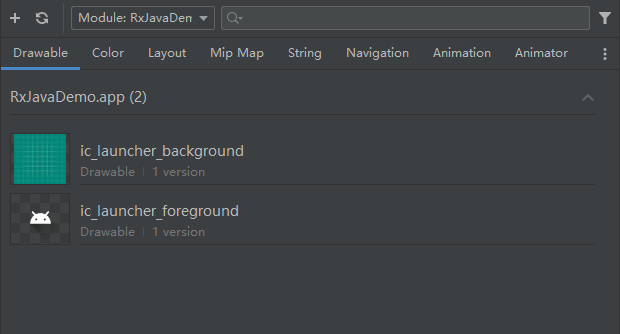 Module: RxJavaDem
Drawable Color Layout Mip Map String Navigation Animation Animator
RxJavaDemo.app (2)
ic_launcher_background
Drawable | 1 version
ic_launcher_foreground
Drawable | 1 version